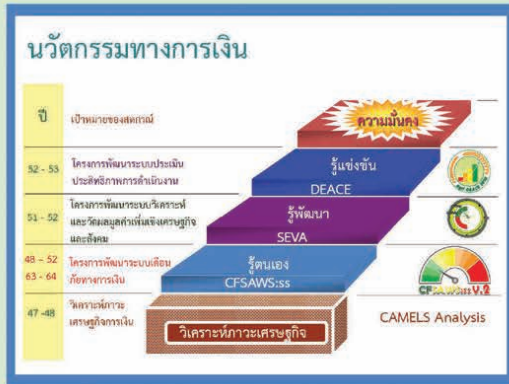 นวัตกรรมทางการเงิน
ปี
เป้าหมายของสหกรณ์
ความมั่นคง
52 - 53
โครงการพัฒนาระบบประเมิน
ประสิทธิภาพการดำเนินงาน
รู้แข่งขัน
DEACE
51 - 52
โครงการพัฒนาระบบวิเคราะห์
และวัดผลมูลค่าเพิ่มเชิงเศรษฐกิจ
และสังคม
รู้พัฒนา
SEVA
48 – 52
63 - 64
โครงการพัฒนาระบบเตือน
ภัยทางการเงิน
รู้ตนเอง
CFSAWS:ss
CFSAWS:ss V.2
47 -48
วิเคราะห์ภาวะ
เศรษฐกิจการเงิน
วิเคราะห์ภาวะเศรษฐกิจ
CAMELS Analysis